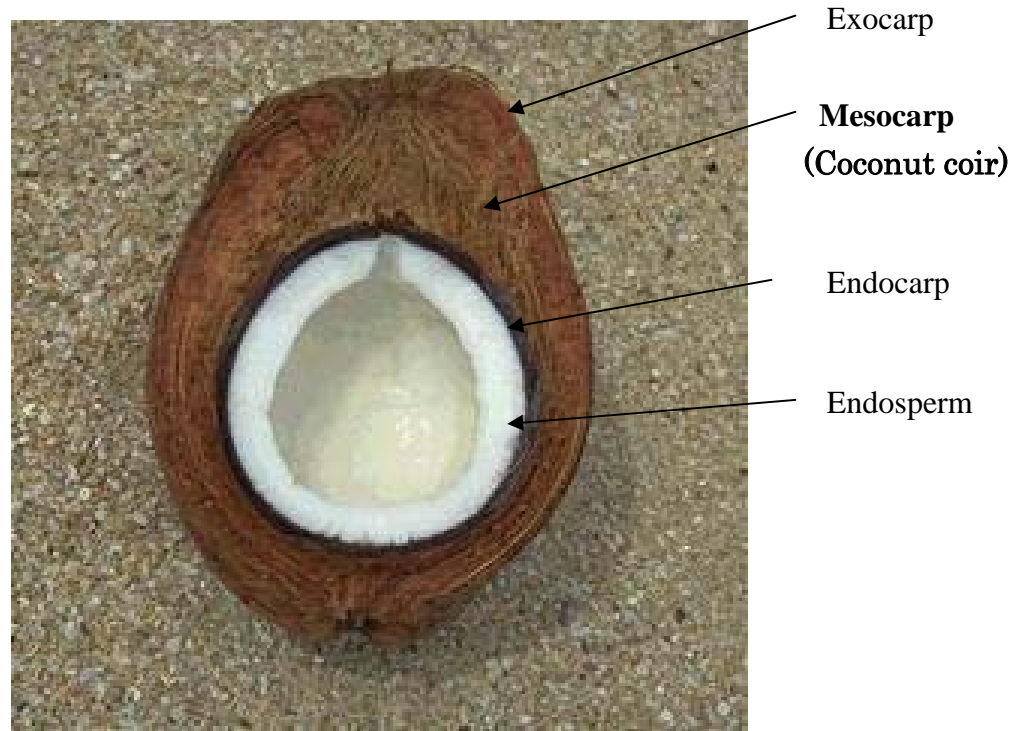 Exocarp
Mesocarp
(Coconut coir)
Endocarp
Endosperm